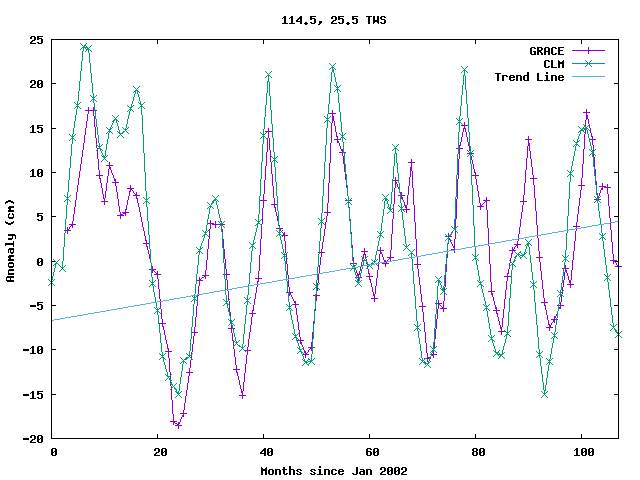 114.5, 25.5 TWS
GRACE
CLM
Trend Line
Anomaly (cm)
25
20
15
10
5
0
-5
-10
-15
-20
0 20 40 60 80 100
Months since Jan 2002